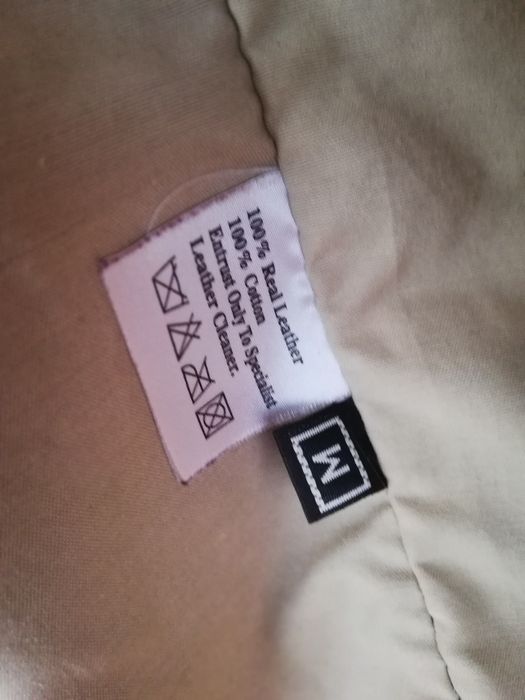 100% Real Leather
100% Cotton
Entrust Only To Specialist
Leather Cleaner.
M